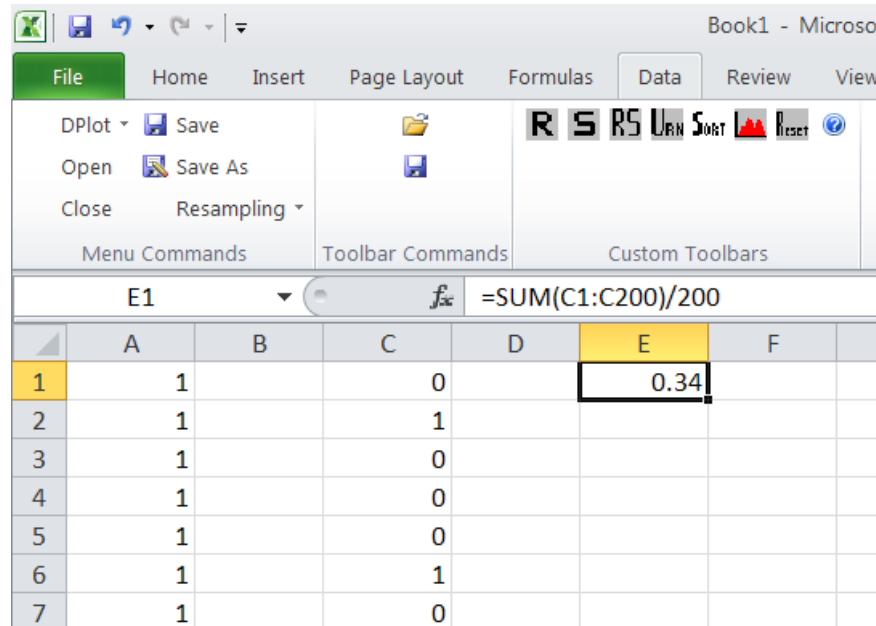 Book1 - Microso
File Home Insert Page Layout Formulas Data Review View
DPlot Save R S RS URN SORT Reset
Open Save As
Close Resampling
Menu Commands Toolbar Commands Custom Toolbars
E1 fx =SUM(C1:C200)/200
A B C D E F
1 1 0 0.34
2 1 1
3 1 0
4 1 0
5 1 0
6 1 1
7 1 0